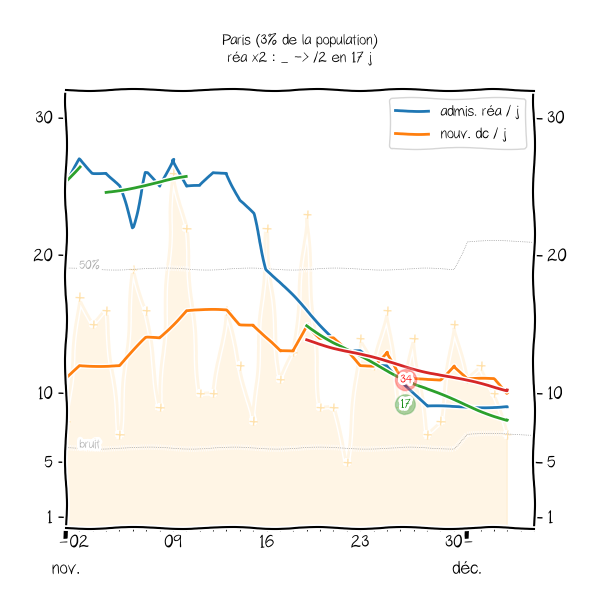 Paris (3% de la population)
réa x2 : _ -> /2 en 17 j
admis. réa / j
nouv. dc / j
30
30
20
20
50%
10
10
34
17
bruit
5
5
1
1
02
09
16
23
30
nov.
déc.